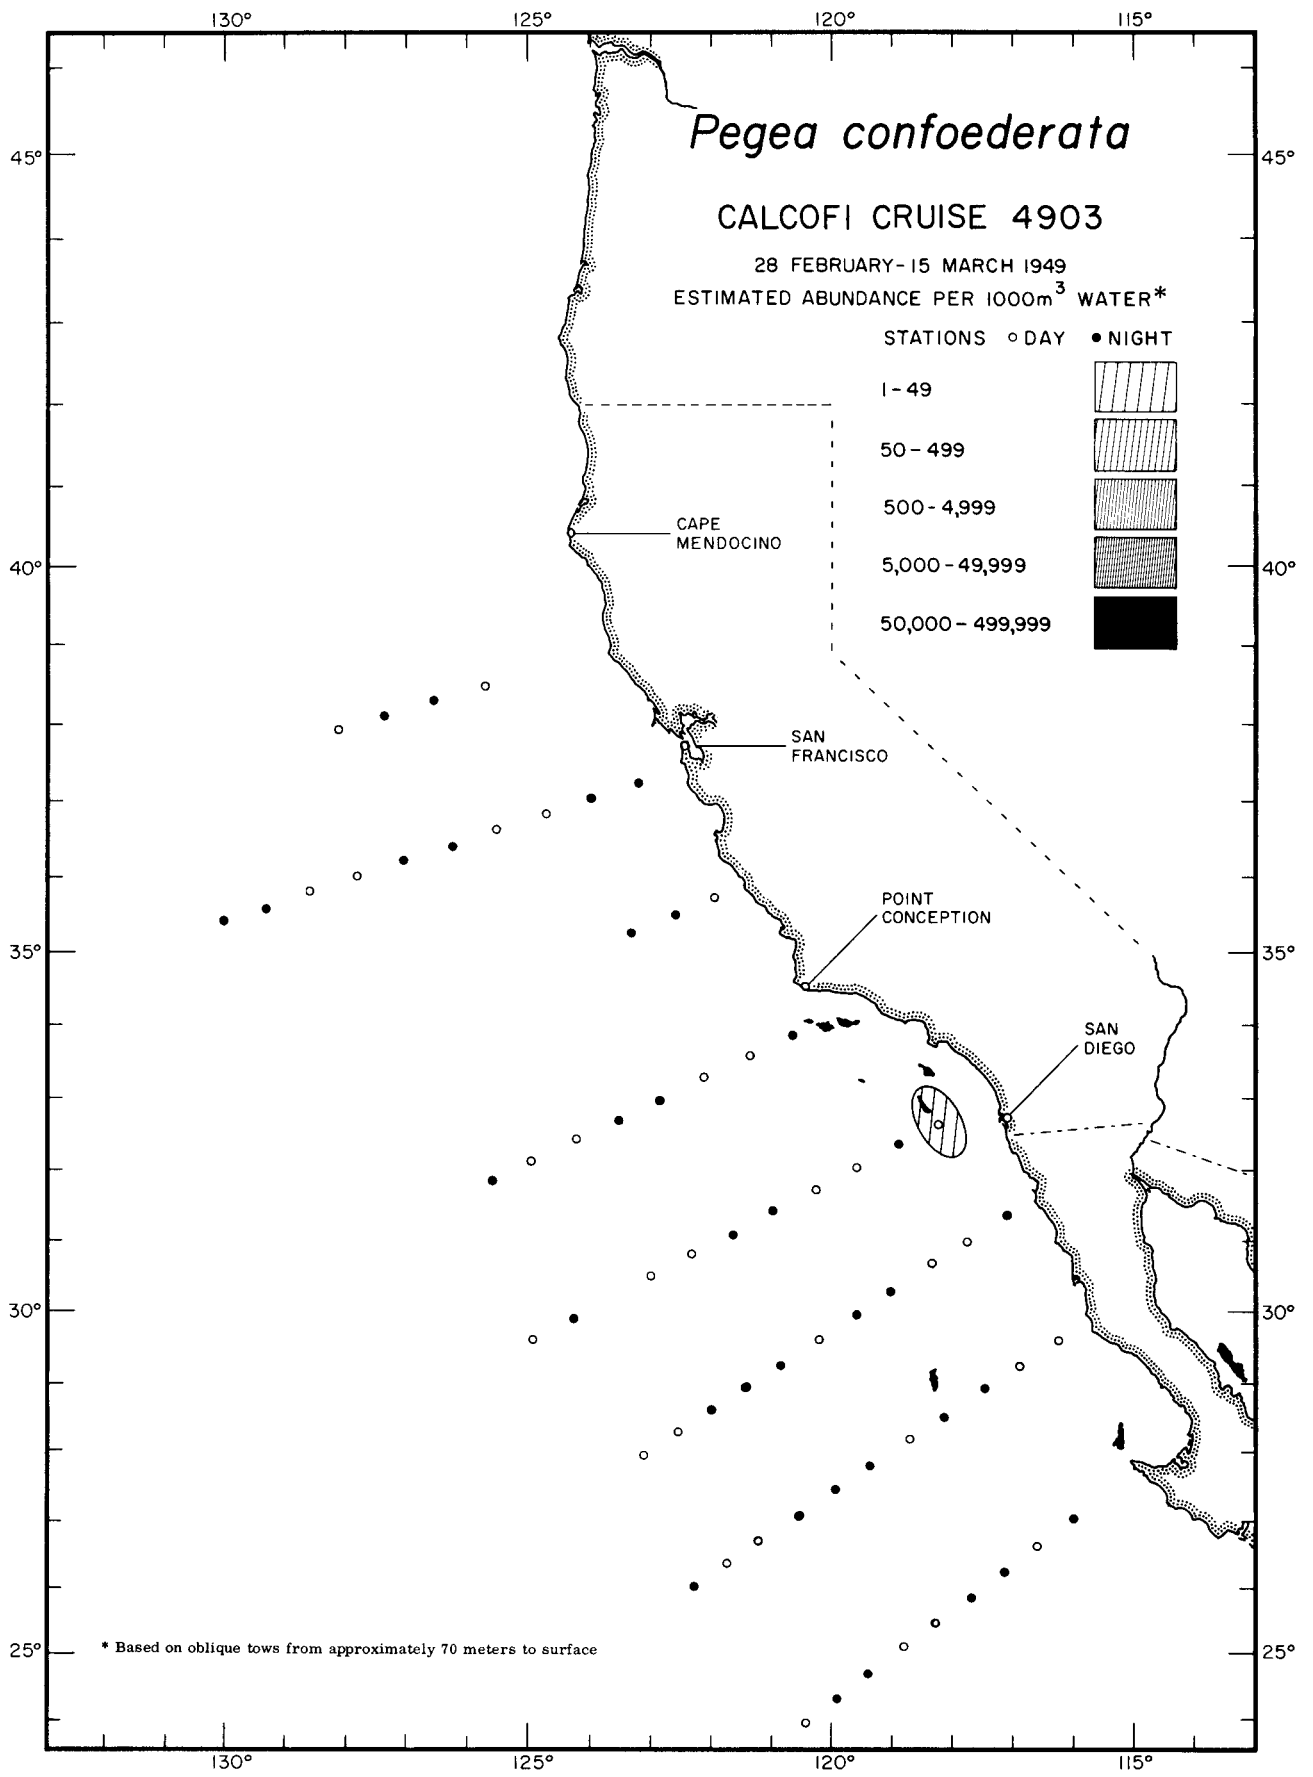 130° 125° 120° 115°
45° 45°
Pegea confoederata
CALCOFI CRUISE 4903
28 FEBRUARY-15 MARCH 1949
ESTIMATED ABUNDANCE PER 1000m³ WATER*
STATIONS ○ DAY ● NIGHT
1-49
50-499
500-4,999
5,000-49,999
50,000-499,999
CAPE
MENDOCINO
40° 40°
SAN
FRANCISCO
POINT
CONCEPTION
35° 35°
SAN
DIEGO
30° 30°
* Based on oblique tows from approximately 70 meters to surface
25° 25°
130° 125° 120° 115°